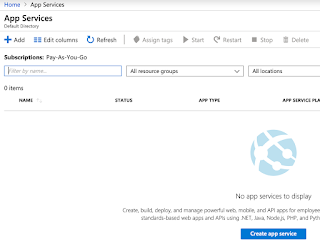 Home > App Services
App Services
Default Directory
Add Edit columns Refresh Assign tags Start Restart Stop Delete
Subscriptions: Pay-As-You-Go
Filter by name... All resource groups All locations
0 items
NAME STATUS APP TYPE APP SERVICE PLA
No app services to display
Create, build, deploy, and manage powerful web, mobile, and API apps for employee
standards-based web apps and APIs using .NET, Java, Node.js, PHP, and Pyth
Create app service